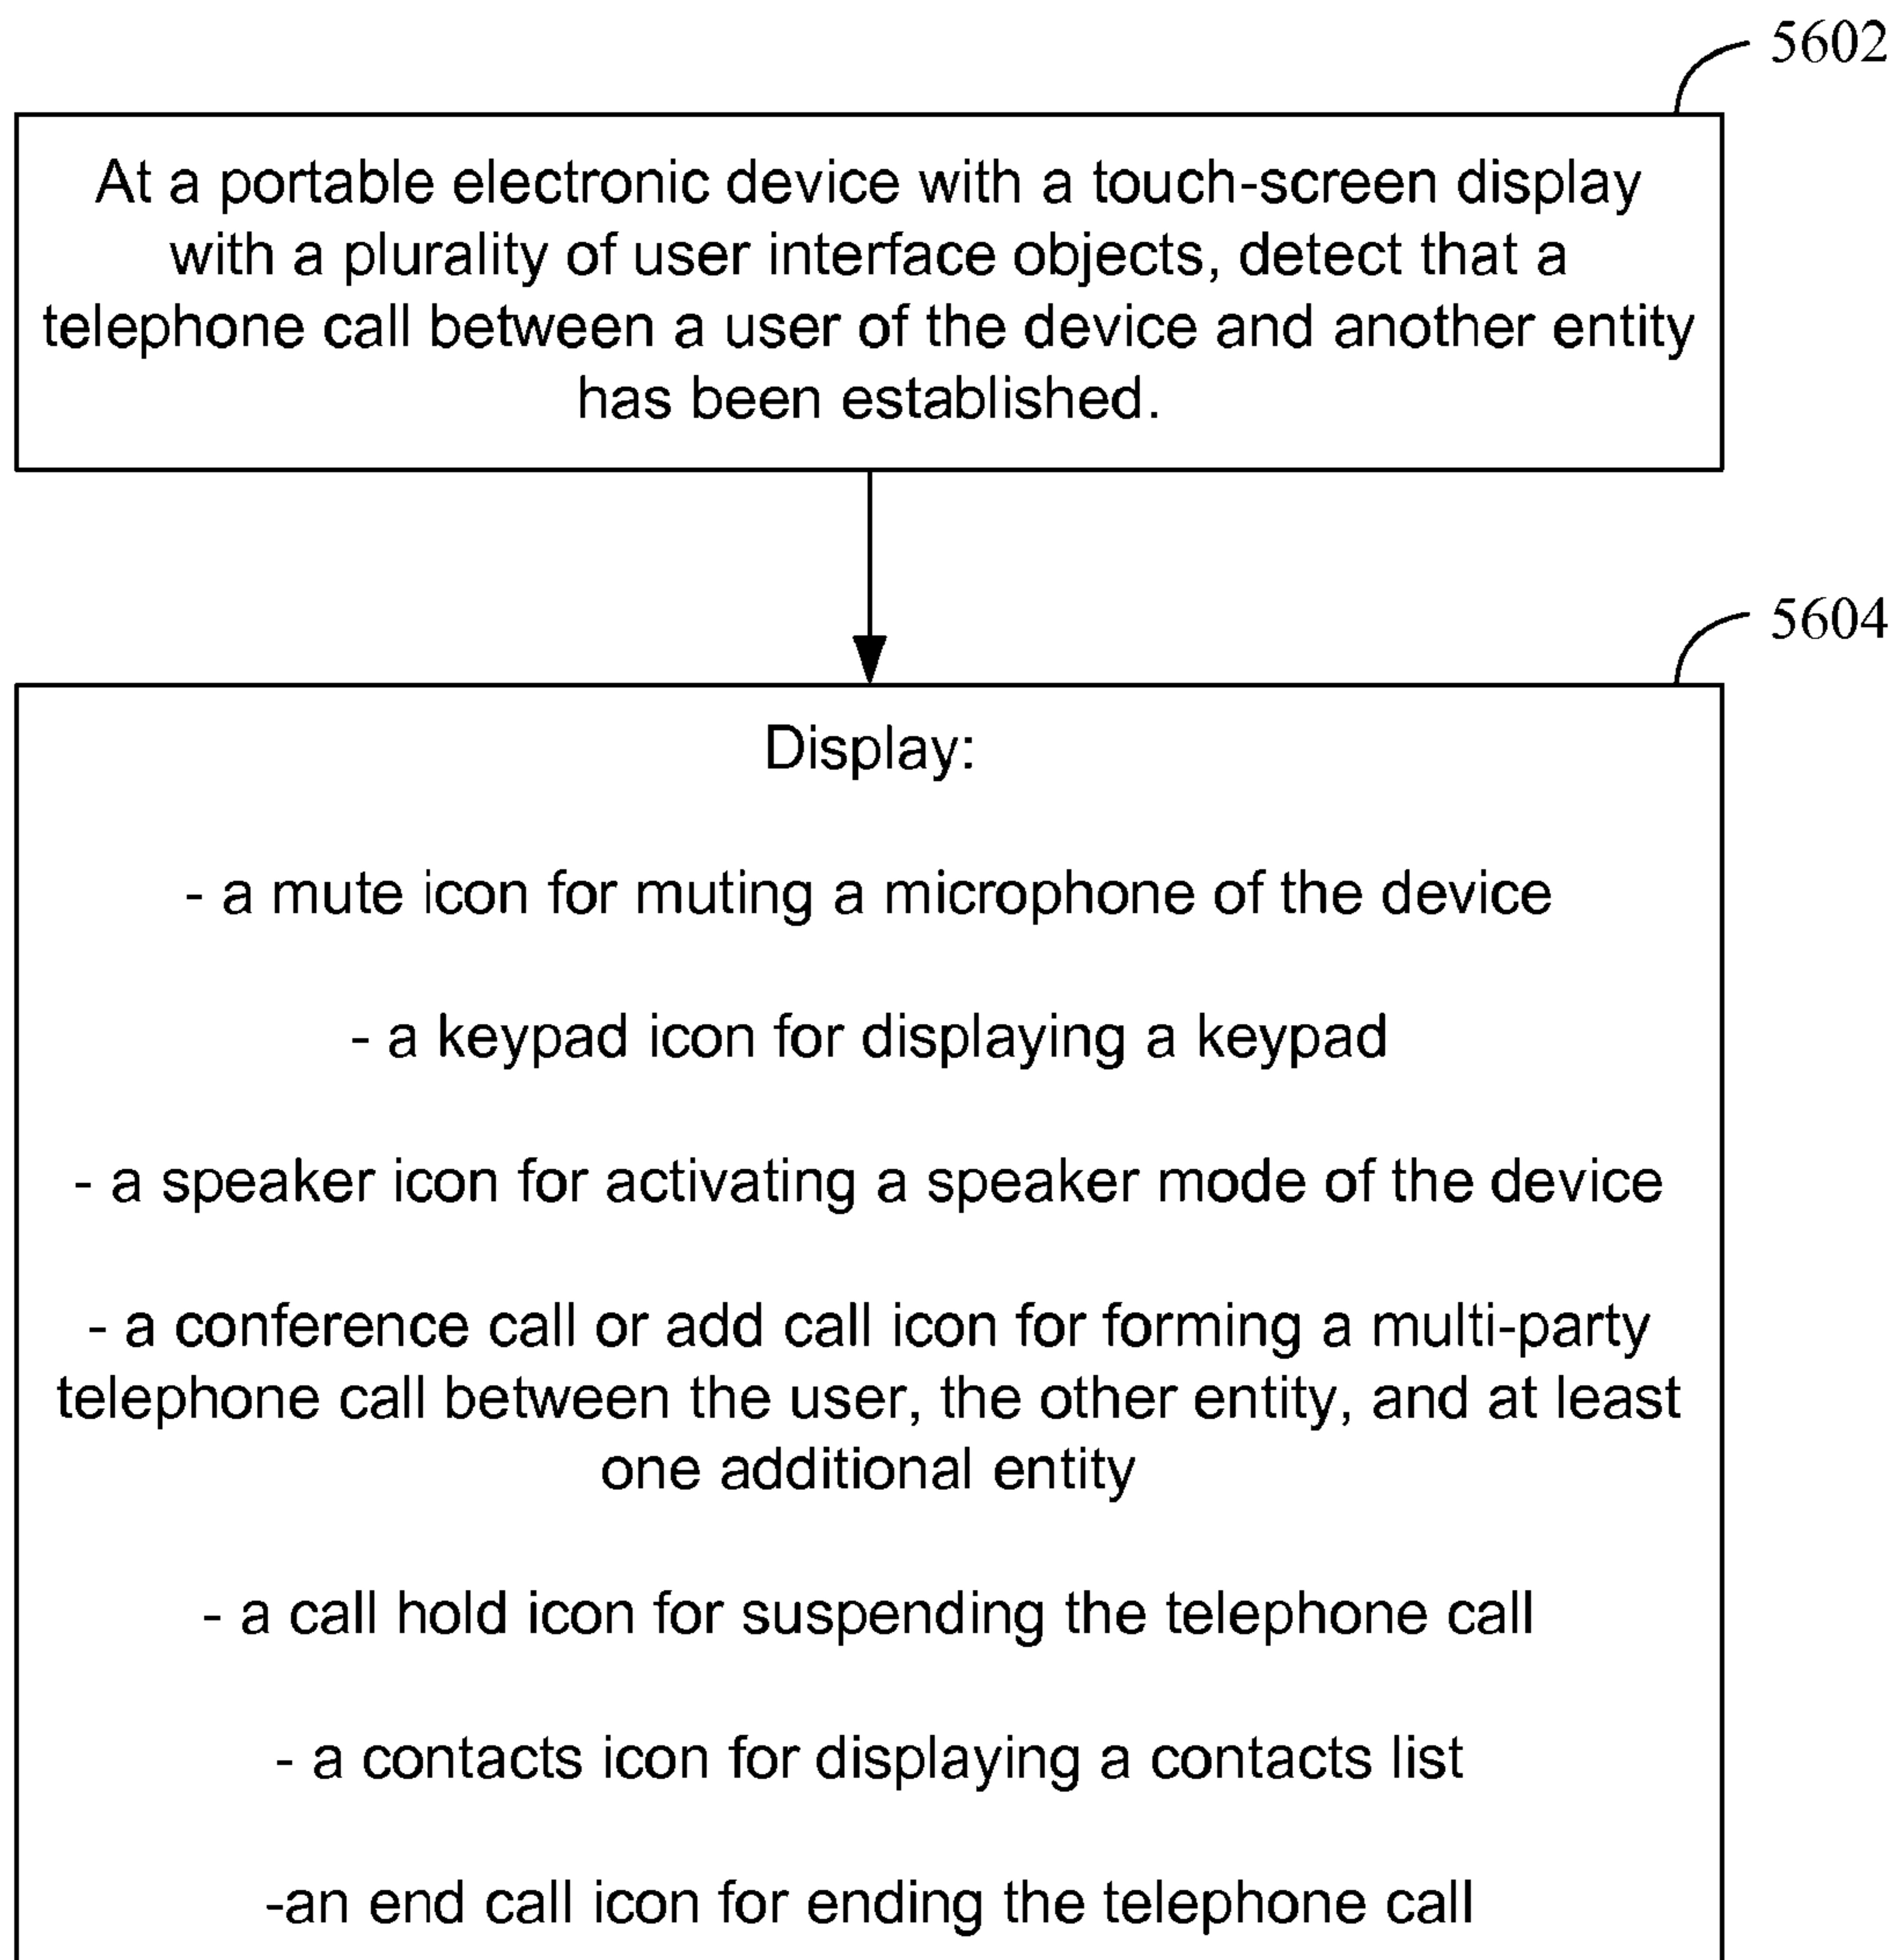 5602
At a portable electronic device with a touch-screen display
with a plurality of user interface objects, detect that a
telephone call between a user of the device and another entity
has been established.
5604
Display:
- a mute icon for muting a microphone of the device
- a keypad icon for displaying a keypad
- a speaker icon for activating a speaker mode of the device
- a conference call or add call icon for forming a multi-party
telephone call between the user, the other entity, and at least
one additional entity
- a call hold icon for suspending the telephone call
- a contacts icon for displaying a contacts list
-an end call icon for ending the telephone call